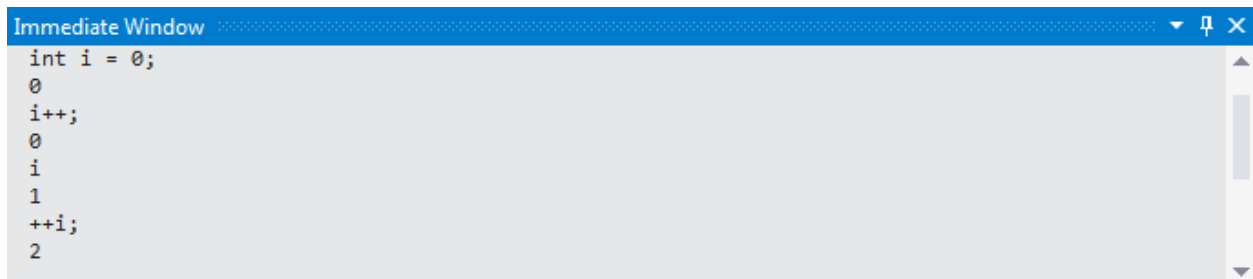 Immediate Window
int i = 0;
0
i++;
0
i
1
++i;
2